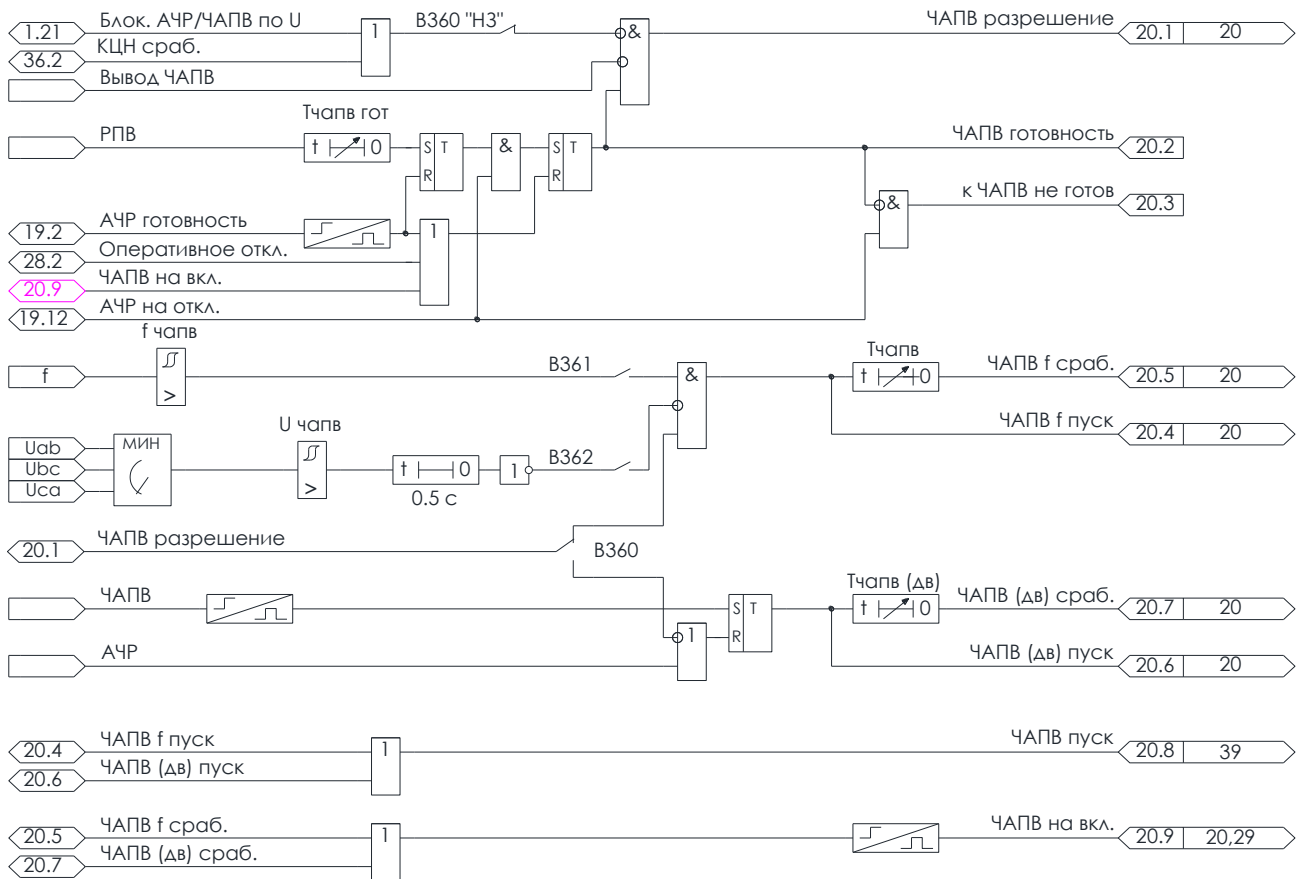 1.21 Блок. АЧР/ЧАПВ по U 1 В360 "НЗ" & ЧАПВ разрешение 20.1 20
36.2 КЦН сраб.
Вывод ЧАПВ
Тчапв гот
РПВ t 0 S T R & S T R ЧАПВ готовность 20.2
& к ЧАПВ не готов 20.3
19.2 АЧР готовность 1
28.2 Оперативное откл.
20.9 ЧАПВ на вкл.
19.12 АЧР на откл.
f чапв
f > В361 & Тчапв t 0 ЧАПВ f сраб. 20.5 20
ЧАПВ f пуск 20.4 20
U чапв
Uab МИН
Ubc > t 0 1 В362
Uca 0.5 с
20.1 ЧАПВ разрешение В360
ЧАПВ S T R Тчапв (дв) t 0 ЧАПВ (дв) сраб. 20.7 20
АЧР 1 ЧАПВ (дв) пуск 20.6 20
20.4 ЧАПВ f пуск 1 ЧАПВ пуск 20.8 39
20.6 ЧАПВ (дв) пуск
20.5 ЧАПВ f сраб. 1 ЧАПВ на вкл. 20.9 20,29
20.7 ЧАПВ (дв) сраб.